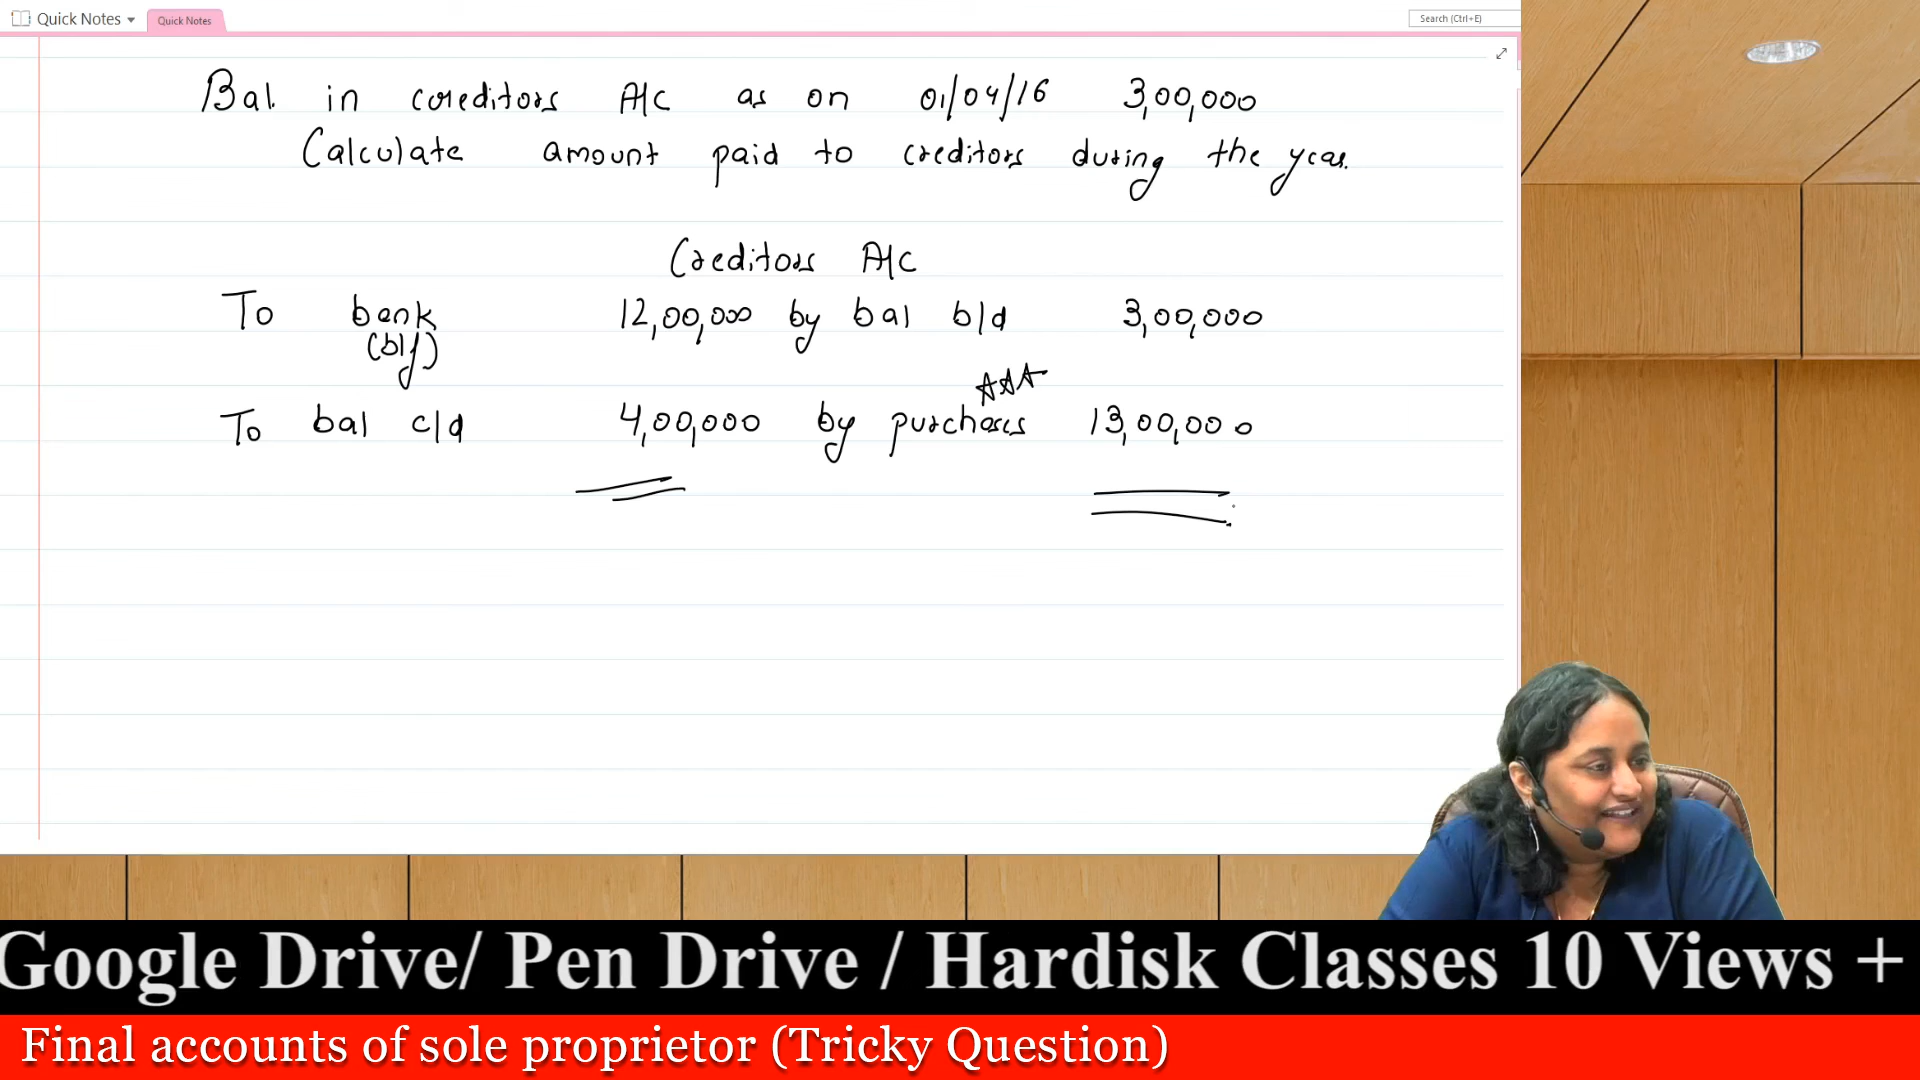 Quick Notes
Quick Notes
Search (Ctrl+E)
Bal. in creditors A/c as on 01/04/16 3,00,000
Calculate amount paid to creditors during the year.
Creditors A/c
To bank 12,00,000 by bal b/d 3,00,000
(b/f)
To bal c/d 4,00,000 by purchases 13,00,000
Google Drive/ Pen Drive / Hardisk Classes 10 Views +
Final accounts of sole proprietor (Tricky Question)